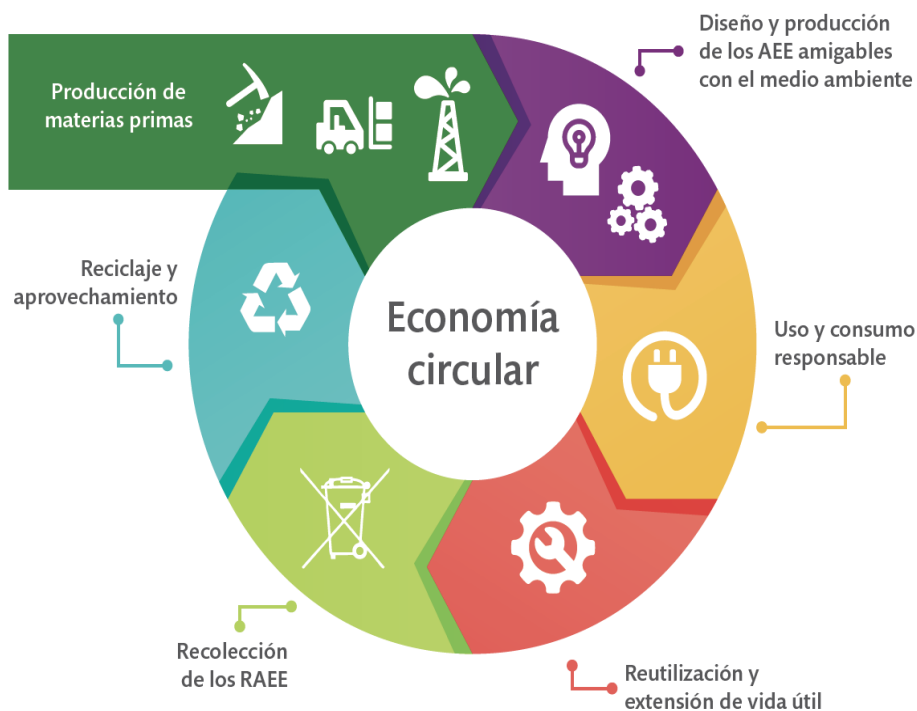 Producción de
materias primas
Diseño y producción
de los AEE amigables
con el medio ambiente
Uso y consumo
responsable
Reutilización y
extensión de vida útil
Recolección
de los RAEE
Reciclaje y
aprovechamiento
Economía
circular